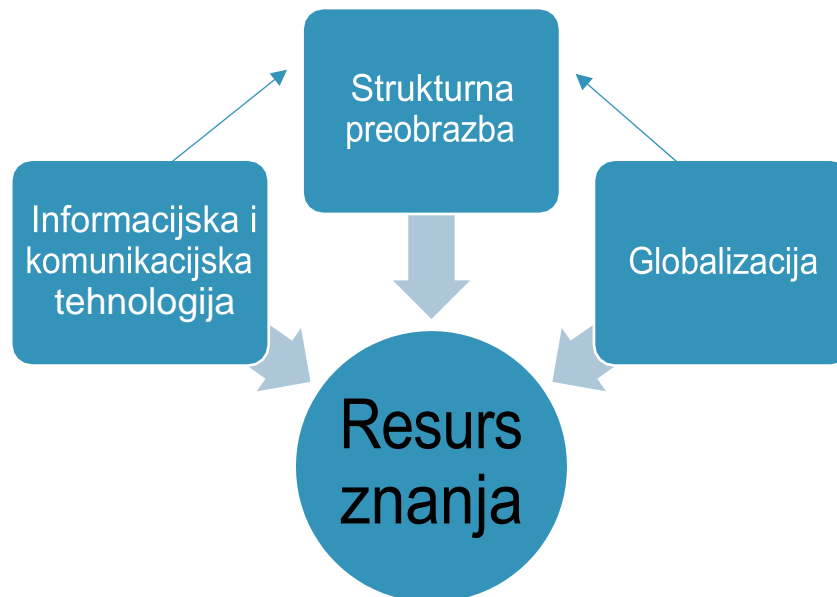 Strukturna
preobrazba
Informacijska i
komunikacijska
tehnologija
Globalizacija
Resurs
znanja